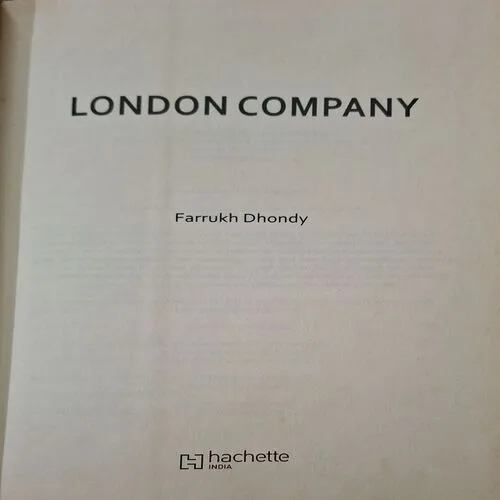 LONDON COMPANY
Farrukh Dhondy
hachette
INDIA